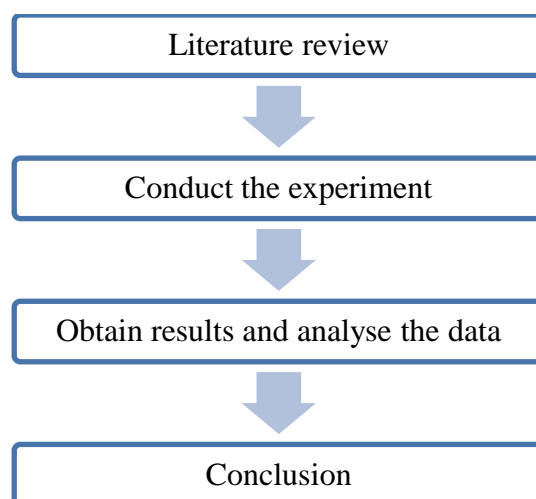 Literature review
Conduct the experiment
Obtain results and analyse the data
Conclusion